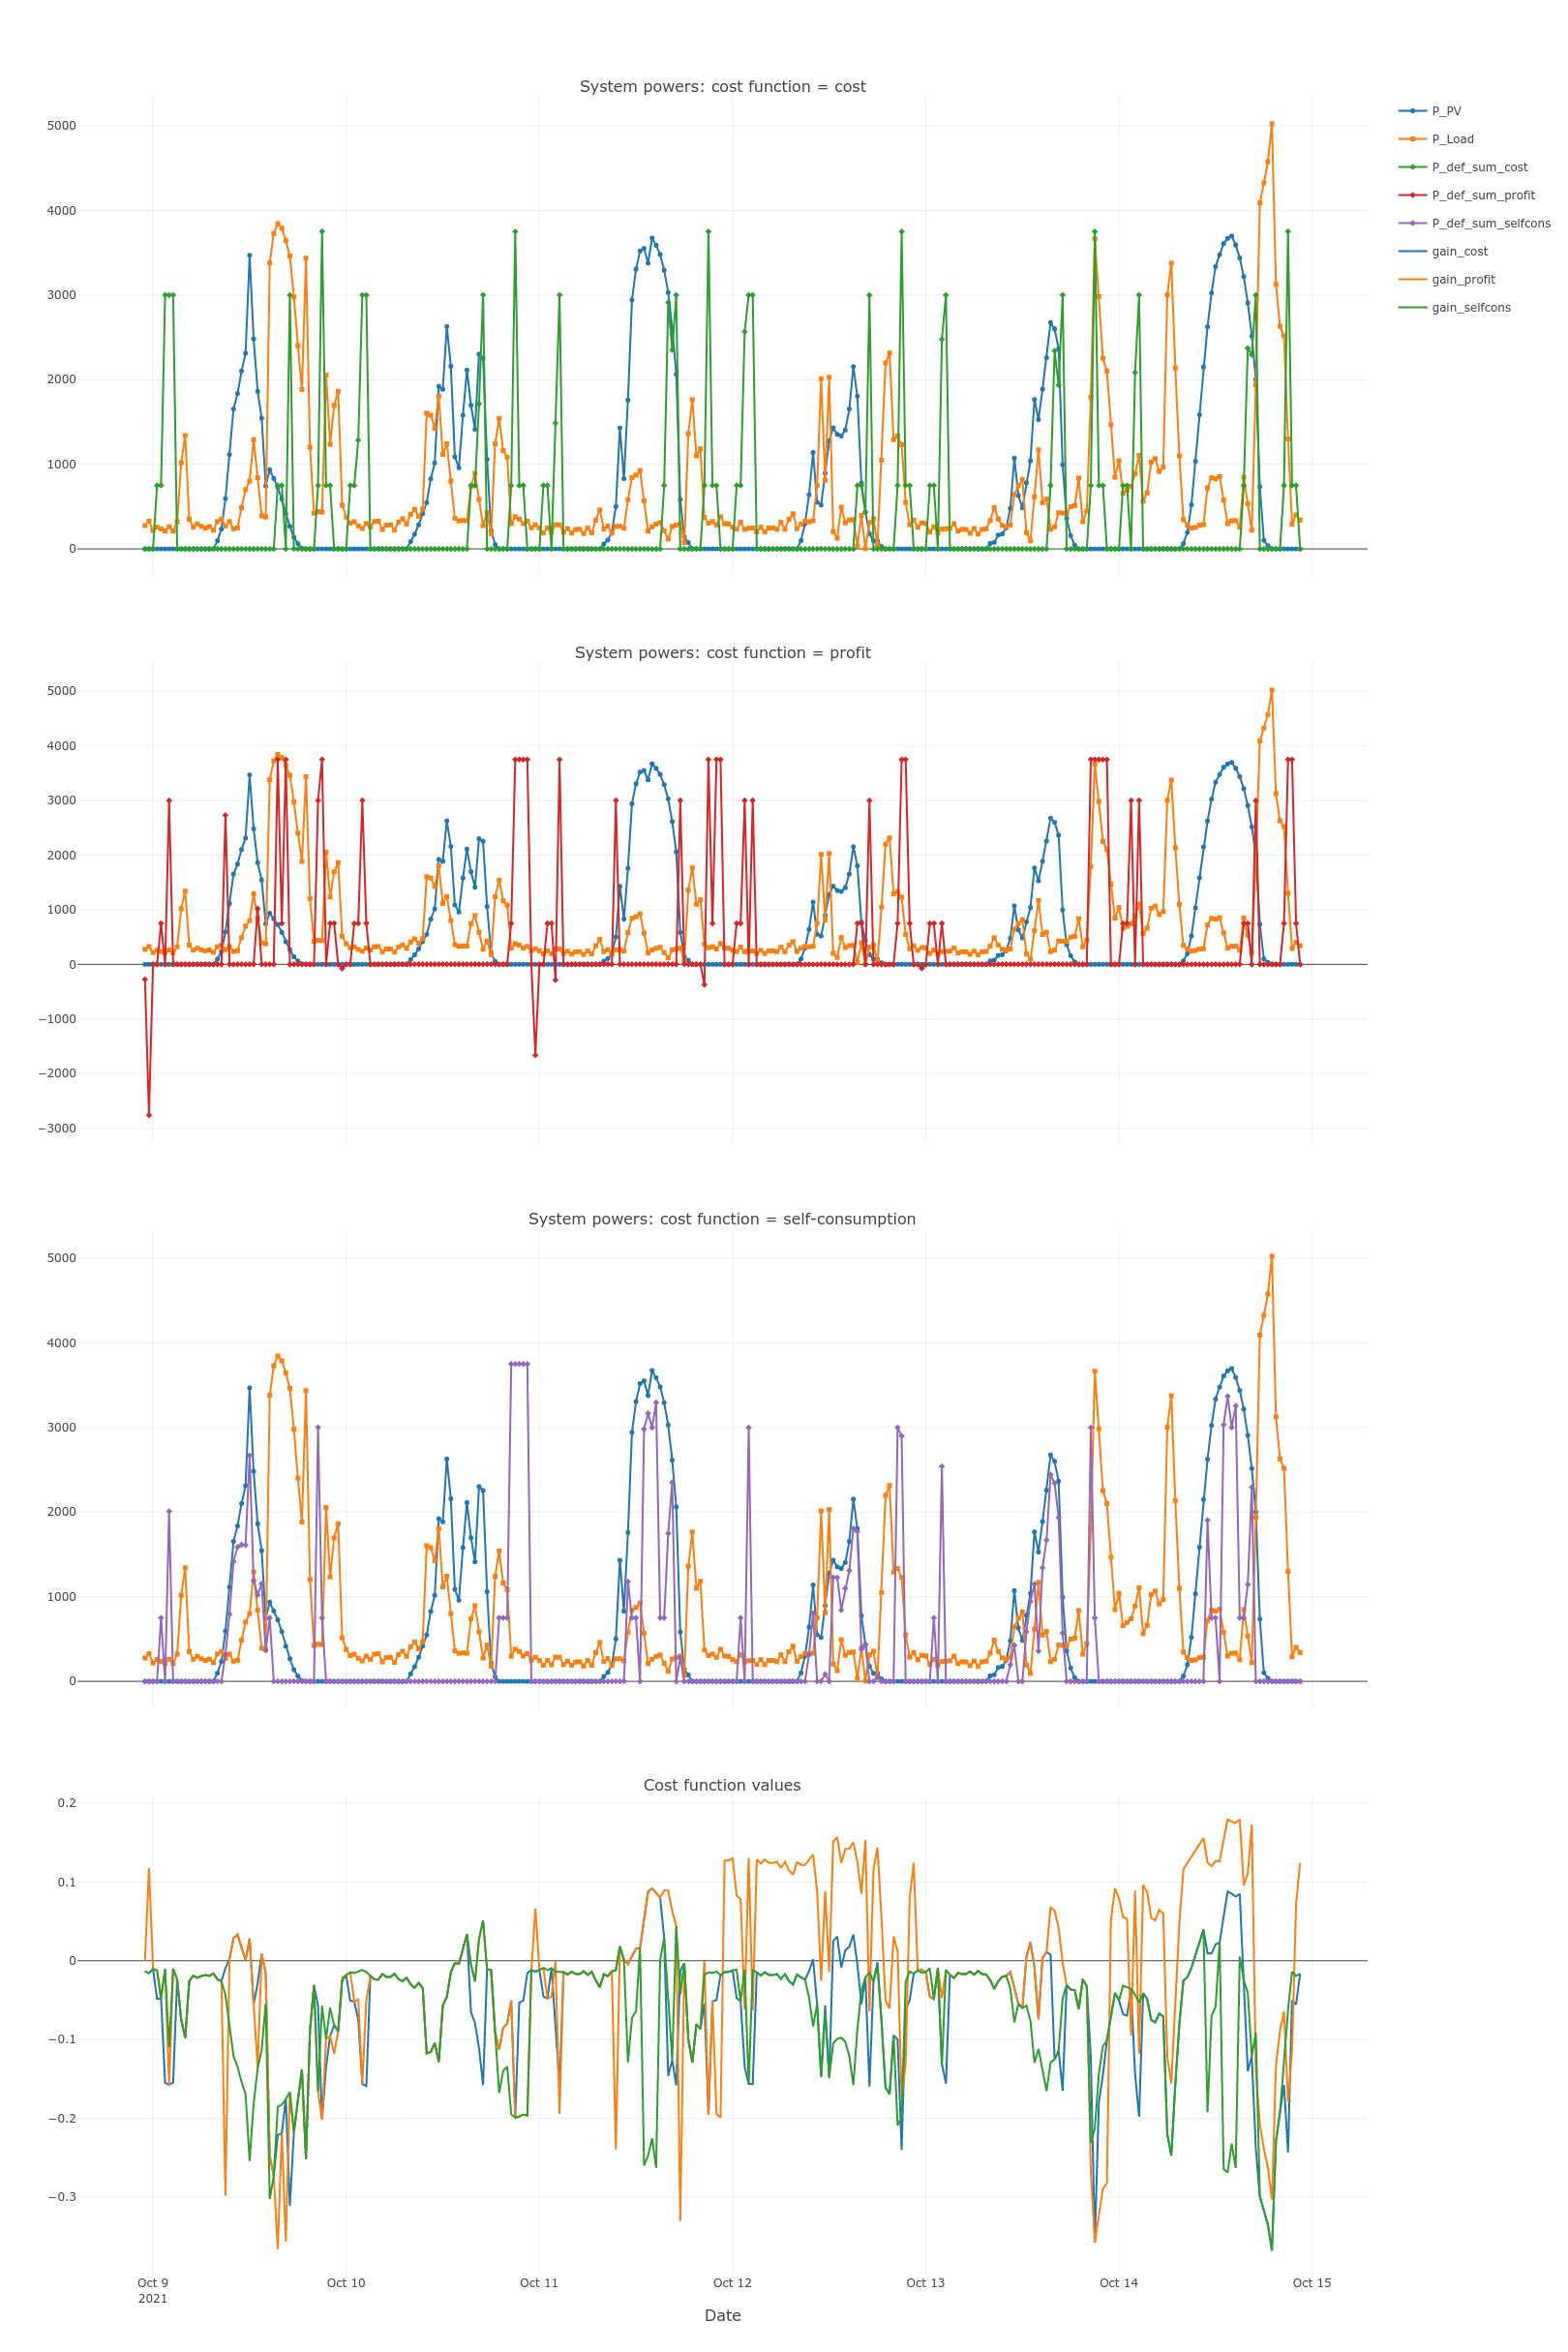 System powers: cost function = cost
5000
4000
3000
2000
1000
0
P_PV
P_Load
P_def_sum_cost
P_def_sum_profit
P_def_sum_selfcons
gain_cost
gain_profit
gain_selfcons
System powers: cost function = profit
5000
4000
3000
2000
1000
0
−1000
−2000
−3000
System powers: cost function = self-consumption
5000
4000
3000
2000
1000
0
Cost function values
0.2
0.1
0
−0.1
−0.2
−0.3
Oct 9 Oct 10 Oct 11 Oct 12 Oct 13 Oct 14 Oct 15
2021
Date